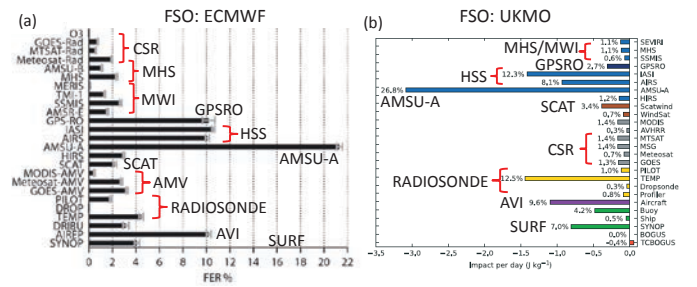 (a)
FSO: ECMWF
O3
GOES-Rad
MTSAT-Rad
Meteosat-Rad
AMSU-B
MHS
MERIS
TMI-1
SSMIS
AMSR-E
GPS-RO
IASI
AIRS
AMSU-A
HIRS
SCAT
MODIS-AMV
Meteosat-AMV
GOES-AMV
PILOT
DROP
TEMP
DRIBU
AIREP
SYNOP
CSR
MHS
MWI
GPSRO
HSS
AMSU-A
SCAT
AMV
RADIOSONDE
AVI
SURF
0 2 4 6 8 10 12 14 16 18 20 22
FER %
(b)
FSO: UKMO
MHS/MWI
GPSRO
HSS
AMSU-A
SCAT
CSR
RADIOSONDE
AVI
SURF
1,1% SEVIRI
1,1% MHS
0,6% SSMIS
2,7% GPSRO
12,3% IASI
8,1% AIRS
26,8% AMSU-A
1,2% HIRS
3,4% Scatwind
0,7% WindSat
1,4% MODIS
0,3% AVHRR
1,4% MTSAT
1,4% MSG
0,7% Meteosat
1,3% GOES
1,0% PILOT
12,5% TEMP
0,3% Dropsonde
0,8% Profiler
9,6% Aircraft
4,2% Buoy
0,5% Ship
7,0% SYNOP
0,0% BOGUS
-0,4% TCBOGUS
-3,5 -3,0 -2,5 -2,0 -1,5 -1,0 -0,5 0,0
Impact per day (J kg⁻¹)